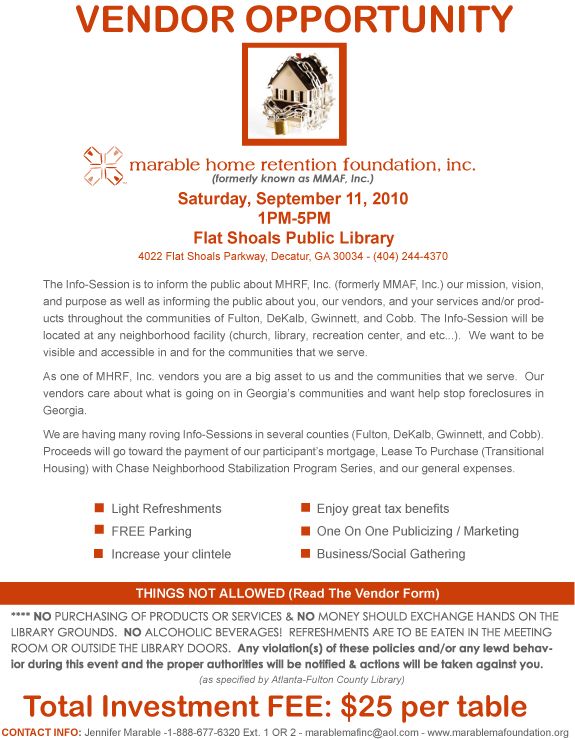 VENDOR OPPORTUNITY
marable home retention foundation, inc.
(formerly known as MMAF, Inc.)
Saturday, September 11, 2010
1PM-5PM
Flat Shoals Public Library
4022 Flat Shoals Parkway, Decatur, GA 30034 - (404) 244-4370
The Info-Session is to inform the public about MHRF, Inc. (formerly MMAF, Inc.) our mission, vision,
and purpose as well as informing the public about you, our vendors, and your services and/or prod-
ucts throughout the communities of Fulton, DeKalb, Gwinnett, and Cobb. The Info-Session will be
located at any neighborhood facility (church, library, recreation center, and etc...).  We want to be
visible and accessible in and for the communities that we serve.
As one of MHRF, Inc. vendors you are a big asset to us and the communities that we serve.  Our
vendors care about what is going on in Georgia's communities and want help stop foreclosures in
Georgia.
We are having many roving Info-Sessions in several counties (Fulton, DeKalb, Gwinnett, and Cobb).
Proceeds will go toward the payment of our participant's mortgage, Lease To Purchase (Transitional
Housing) with Chase Neighborhood Stabilization Program Series, and our general expenses.
Light Refreshments
FREE Parking
Increase your clintele
Enjoy great tax benefits
One On One Publicizing / Marketing
Business/Social Gathering
THINGS NOT ALLOWED (Read The Vendor Form)
**** NO PURCHASING OF PRODUCTS OR SERVICES & NO MONEY SHOULD EXCHANGE HANDS ON THE
LIBRARY GROUNDS.  NO ALCOHOLIC BEVERAGES!  REFRESHMENTS ARE TO BE EATEN IN THE MEETING
ROOM OR OUTSIDE THE LIBRARY DOORS.  Any violation(s) of these policies and/or any lewd behav-
ior during this event and the proper authorities will be notified & actions will be taken against you.
(as specified by Atlanta-Fulton County Library)
Total Investment FEE: $25 per table
CONTACT INFO: Jennifer Marable -1-888-677-6320 Ext. 1 OR 2 - marablemafinc@aol.com - www.marablemafoundation.org